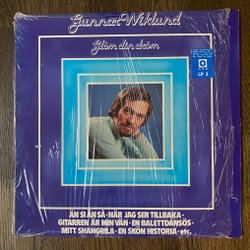 Gunnar Wiklund
Glöm din dröm
LP 2
ÄN SI ÄN SÅ · NÄR JAG SER TILLBAKA ·
GITARREN ÄR MIN VÄN · EN BALETTDANSÖS ·
MITT SHANGRILA · EN SKÖN HISTORIA · etc.